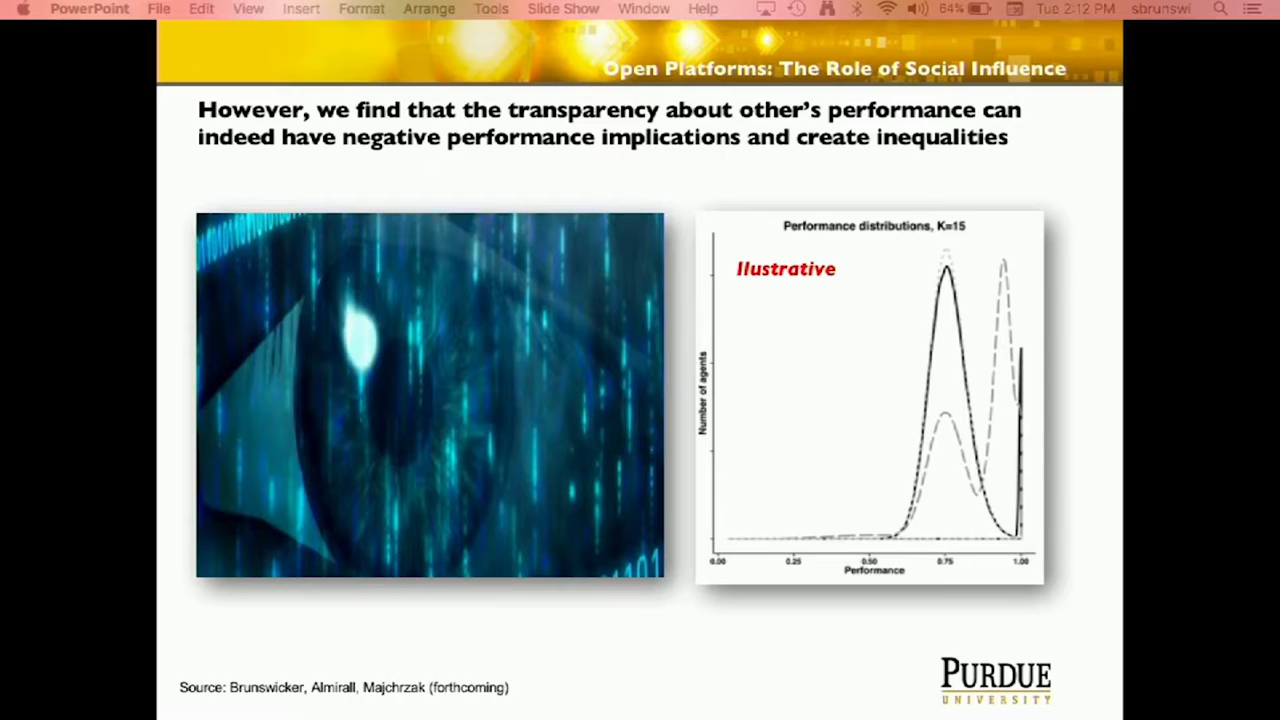 PowerPoint File Edit View Insert Format Arrange Tools Slide Show Window Help 64% Tue 2:12 PM sbrunswi
Open Platforms: The Role of Social Influence
However, we find that the transparency about other's performance can
indeed have negative performance implications and create inequalities
Performance distributions, K=15
Ilustrative
Number of agents
0.00 0.25 0.50 0.75 1.00
Performance
Source: Brunswicker, Almirall, Majchrzak (forthcoming)
PURDUE
UNIVERSITY